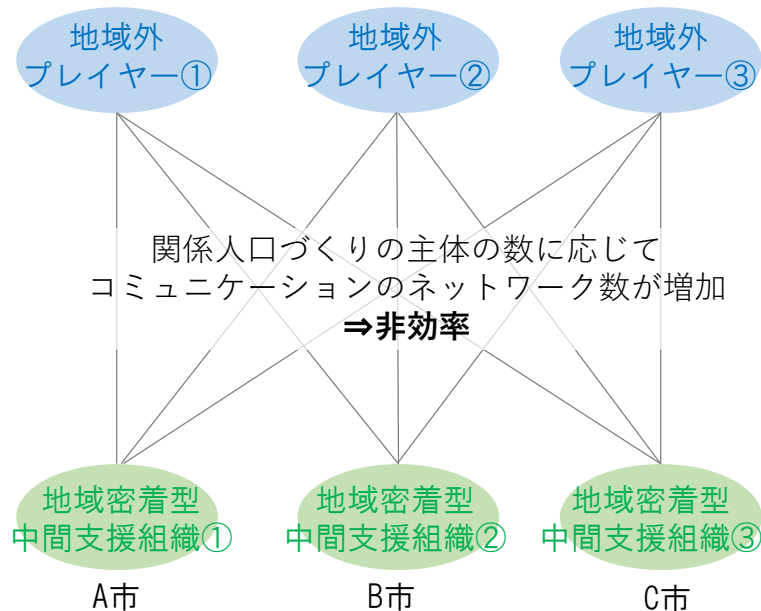 地域外
プレイヤー①
地域外
プレイヤー②
地域外
プレイヤー③
関係人口づくりの主体の数に応じて
コミュニケーションのネットワーク数が増加
⇒非効率
地域密着型
中間支援組織①
地域密着型
中間支援組織②
地域密着型
中間支援組織③
A市
B市
C市